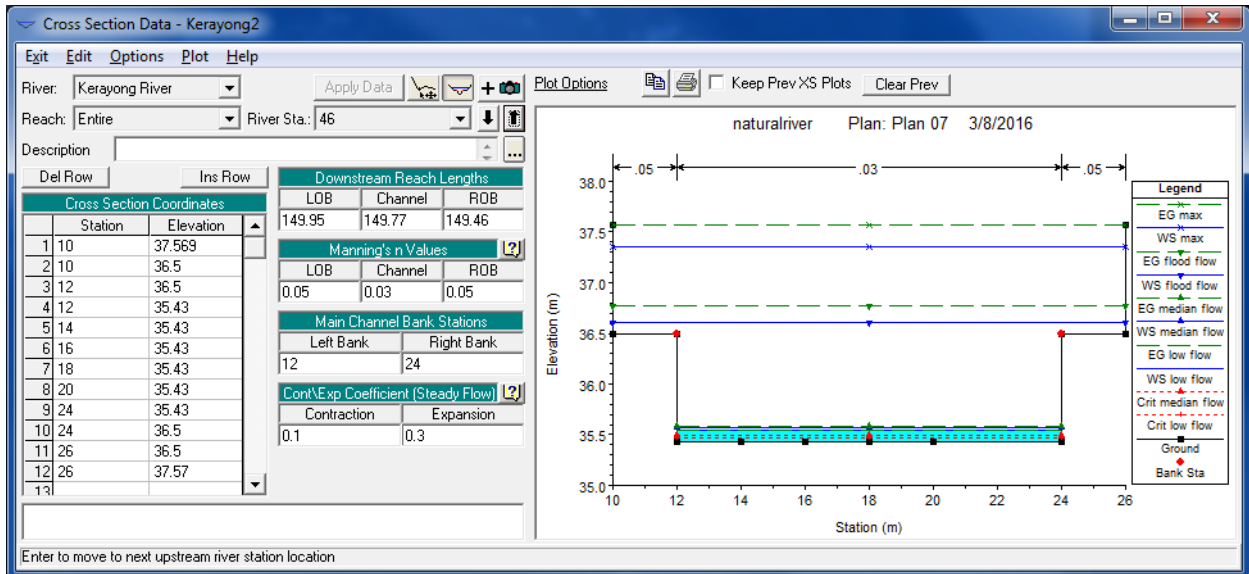 Cross Section Data - Kerayong2
Exit Edit Options Plot Help
River: Kerayong River Apply Data
Reach: Entire River Sta.: 46
Description ...
Del Row Ins Row
Cross Section Coordinates
Station Elevation
1 10 37.569
2 10 36.5
3 12 36.5
4 12 35.43
5 14 35.43
6 16 35.43
7 18 35.43
8 20 35.43
9 24 35.43
10 24 36.5
11 26 36.5
12 26 37.57
13
Downstream Reach Lengths
LOB Channel ROB
149.95 149.77 149.46
Manning's n Values
LOB Channel ROB
0.05 0.03 0.05
Main Channel Bank Stations
Left Bank Right Bank
12 24
Cont\Exp Coefficient (Steady Flow)
Contraction Expansion
0.1 0.3
Plot Options Keep Prev XS Plots Clear Prev
naturalriver Plan: Plan 07 3/8/2016
.05 .03 .05
38.0
37.5
37.0
36.5
36.0
35.5
35.0
Elevation (m)
10 12 14 16 18 20 22 24 26
Station (m)
Legend
EG max
WS max
EG flood flow
WS flood flow
EG median flow
WS median flow
EG low flow
WS low flow
Crit median flow
Crit low flow
Ground
Bank Sta
Enter to move to next upstream river station location